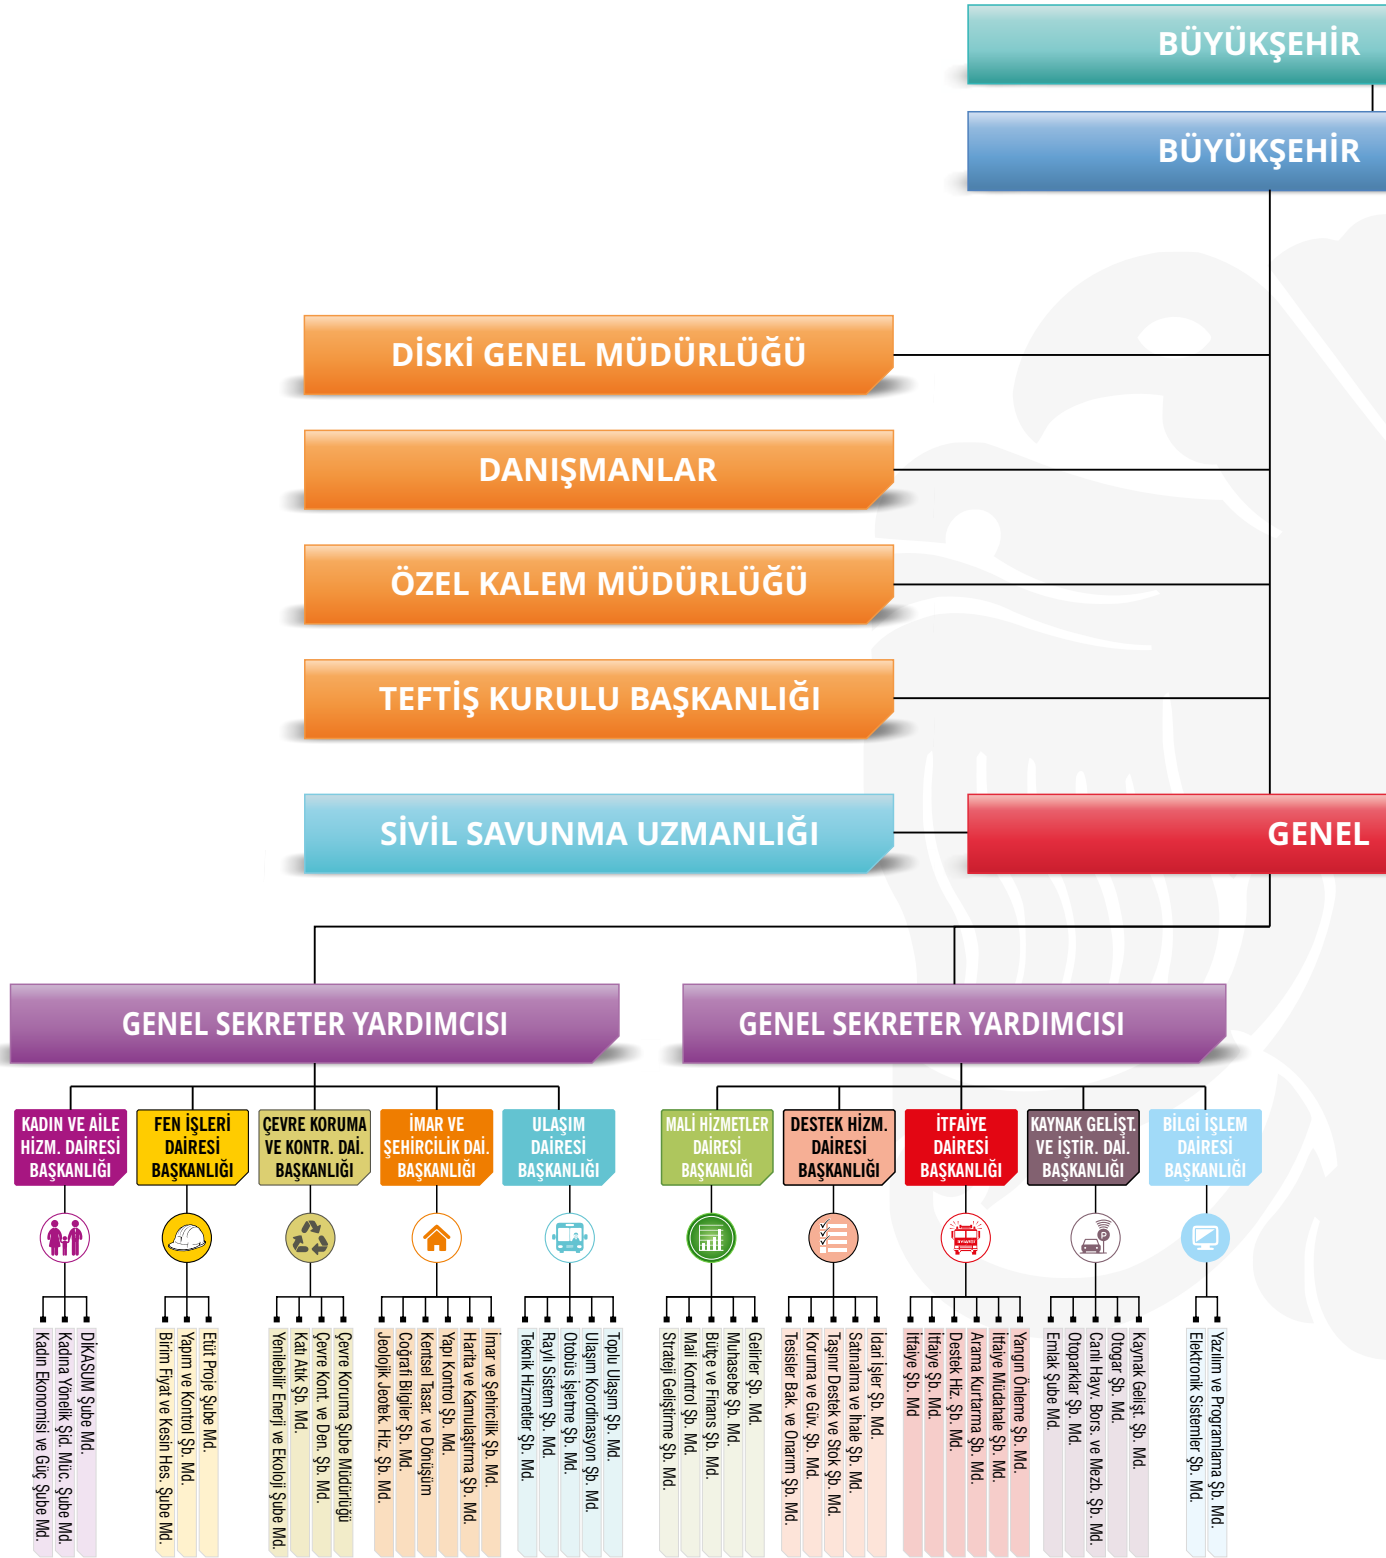 BÜYÜKŞEHİR
BÜYÜKŞEHİR
DİSKİ GENEL MÜDÜRLÜĞÜ
DANIŞMANLAR
ÖZEL KALEM MÜDÜRLÜĞÜ
TEFTİŞ KURULU BAŞKANLIĞI
SİVİL SAVUNMA UZMANLIĞI
GENEL
GENEL SEKRETER YARDIMCISI
GENEL SEKRETER YARDIMCISI
KADIN VE AİLE
HİZM. DAİRESİ
BAŞKANLIĞI
FEN İŞLERİ
DAİRESİ
BAŞKANLIĞI
ÇEVRE KORUMA
VE KONTR. DAİ.
BAŞKANLIĞI
İMAR VE
ŞEHİRCİLİK DAİ.
BAŞKANLIĞI
ULAŞIM
DAİRESİ
BAŞKANLIĞI
MALİ HİZMETLER
DAİRESİ
BAŞKANLIĞI
DESTEK HİZM.
DAİRESİ
BAŞKANLIĞI
İTFAİYE
DAİRESİ
BAŞKANLIĞI
KAYNAK GELİŞT.
VE İŞTİR. DAİ.
BAŞKANLIĞI
BİLGİ İŞLEM
DAİRESİ
BAŞKANLIĞI
Kadın Ekonomisi ve Güç Şube Md.
Kadına Yönelik Şid. Müc. Şube Md.
DİKASUM Şube Md.
Birim Fiyat ve Kesin Hes. Şube Md.
Yapım ve Kontrol Şb. Md.
Etüt Proje Şube Md.
Yenilebilir Enerji ve Ekoloji Şube Md.
Katı Atık Şb. Md.
Çevre Kont. ve Den. Şb. Md.
Çevre Koruma Şube Müdürlüğü
Jeolojik Jeotek. Hiz. Şb. Md.
Coğrafi Bilgiler Şb. Md.
Kentsel Tasar. ve Dönüşüm
Yapı Kontrol Şb. Md.
Harita ve Kamulaştırma Şb. Md.
İmar ve Şehircilik Şb. Md.
Teknik Hizmetler Şb. Md.
Raylı Sistem Şb. Md.
Otobüs İşletme Şb. Md.
Ulaşım Koordinasyon Şb. Md.
Toplu Ulaşım Şb. Md.
Strateji Geliştirme Şb. Md.
Mali Kontrol Şb. Md.
Bütçe ve Finans Şb. Md.
Muhasebe Şb. Md.
Gelirler Şb. Md.
Tesisler Bak. ve Onarım Şb. Md.
Koruma ve Güv. Şb. Md.
Taşınır Destek ve Stok Şb. Md.
Satınalma ve İhale Şb. Md.
İdari İşler Şb. Md.
İtfaiye Şb. Md
İtfaiye Şb. Md.
Destek Hiz. Şb. Md.
Arama Kurtarma Şb. Md.
İtfaiye Müdahale Şb. Md.
Yangın Önleme Şb. Md.
Emlak Şube Md.
Otoparklar Şb. Md.
Canlı Hayv. Bors. ve Mezb. Şb. Md.
Otogar Şb. Md.
Kaynak Gelişt. Şb. Md.
Elektronik Sistemler Şb. Md.
Yazılım ve Programlama Şb. Md.